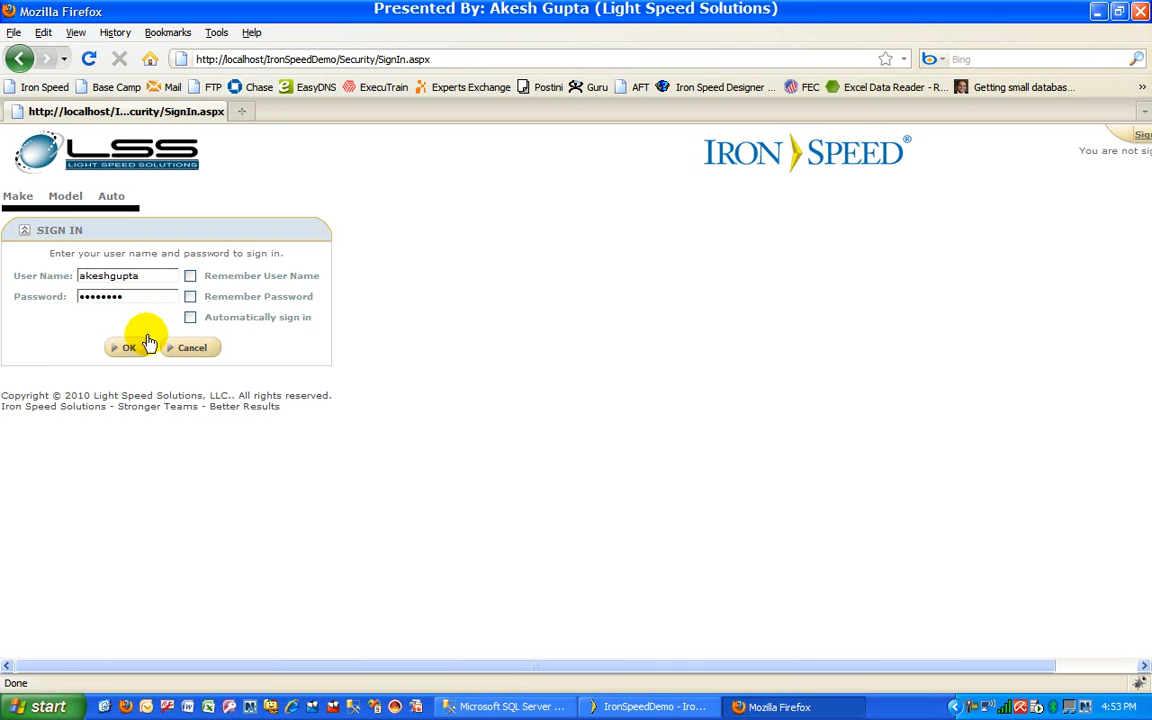 Presented By: Akesh Gupta (Light Speed Solutions)
Mozilla Firefox
File Edit View History Bookmarks Tools Help
http://localhost/IronSpeedDemo/Security/SignIn.aspx
Bing
Iron Speed Base Camp Mail FTP Chase EasyDNS ExecuTrain Experts Exchange Postini Guru AFT Iron Speed Designer ... FEC Excel Data Reader - R... Getting small databas...
http://localhost/I...curity/SignIn.aspx
LSS
LIGHT SPEED SOLUTIONS
IRON SPEED®
Sig
You are not si
Make Model Auto
SIGN IN
Enter your user name and password to sign in.
User Name: akeshgupta Remember User Name
Password: •••••••• Remember Password
Automatically sign in
OK Cancel
Copyright © 2010 Light Speed Solutions, LLC.. All rights reserved.
Iron Speed Solutions - Stronger Teams - Better Results
Done
start Microsoft SQL Server ... IronSpeedDemo - Iro... Mozilla Firefox 4:53 PM